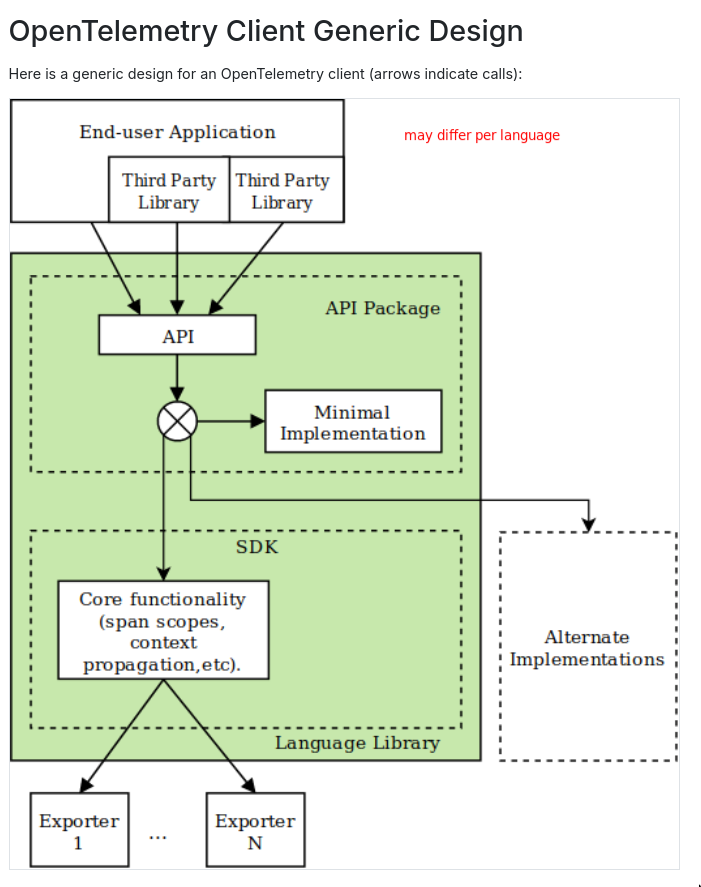 OpenTelemetry Client Generic Design
Here is a generic design for an OpenTelemetry client (arrows indicate calls):
End-user Application
may differ per language
Third Party
Library
Third Party
Library
API Package
API
Minimal
Implementation
SDK
Core functionality
(span scopes,
context
propagation,etc).
Alternate
Implementations
Language Library
Exporter
1
...
Exporter
N